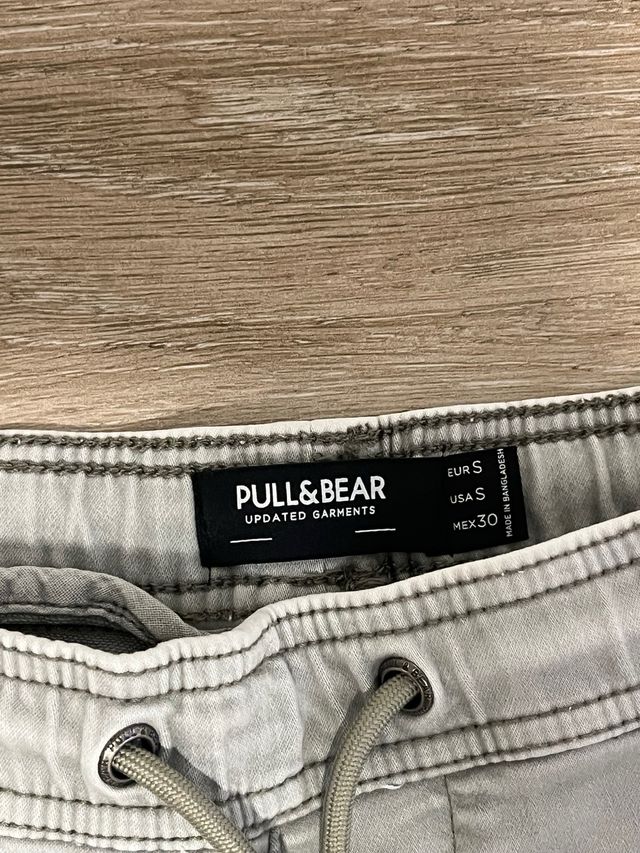 PULL&BEAR
UPDATED GARMENTS
EUR S
USA S
MEX 30
MADE IN BANGLADESH